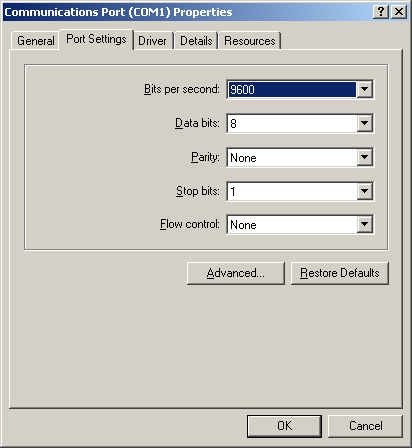 Communications Port (COM1) Properties
General Port Settings Driver Details Resources
Bits per second: 9600
Data bits: 8
Parity: None
Stop bits: 1
Flow control: None
Advanced... Restore Defaults
OK Cancel